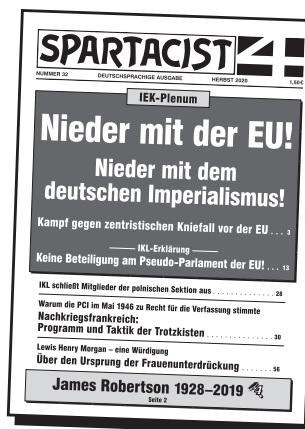 SPARTACIST
NUMMER 32 DEUTSCHSPRACHIGE AUSGABE HERBST 2020 1,50€
IEK-Plenum
Nieder mit der EU!
Nieder mit dem
deutschen Imperialismus!
Kampf gegen zentristischen Kniefall vor der EU . . . 3
IKL-Erklärung
Keine Beteiligung am Pseudo-Parlament der EU! . . . 13
IKL schließt Mitglieder der polnischen Sektion aus . . . . . . . . . . . . . 28
Warum die PCI im Mai 1946 zu Recht für die Verfassung stimmte
Nachkriegsfrankreich:
Programm und Taktik der Trotzkisten . . . . . . . . . . . . . 30
Lewis Henry Morgan – eine Würdigung
Über den Ursprung der Frauenunterdrückung . . . . . . . 56
James Robertson 1928–2019
Seite 2